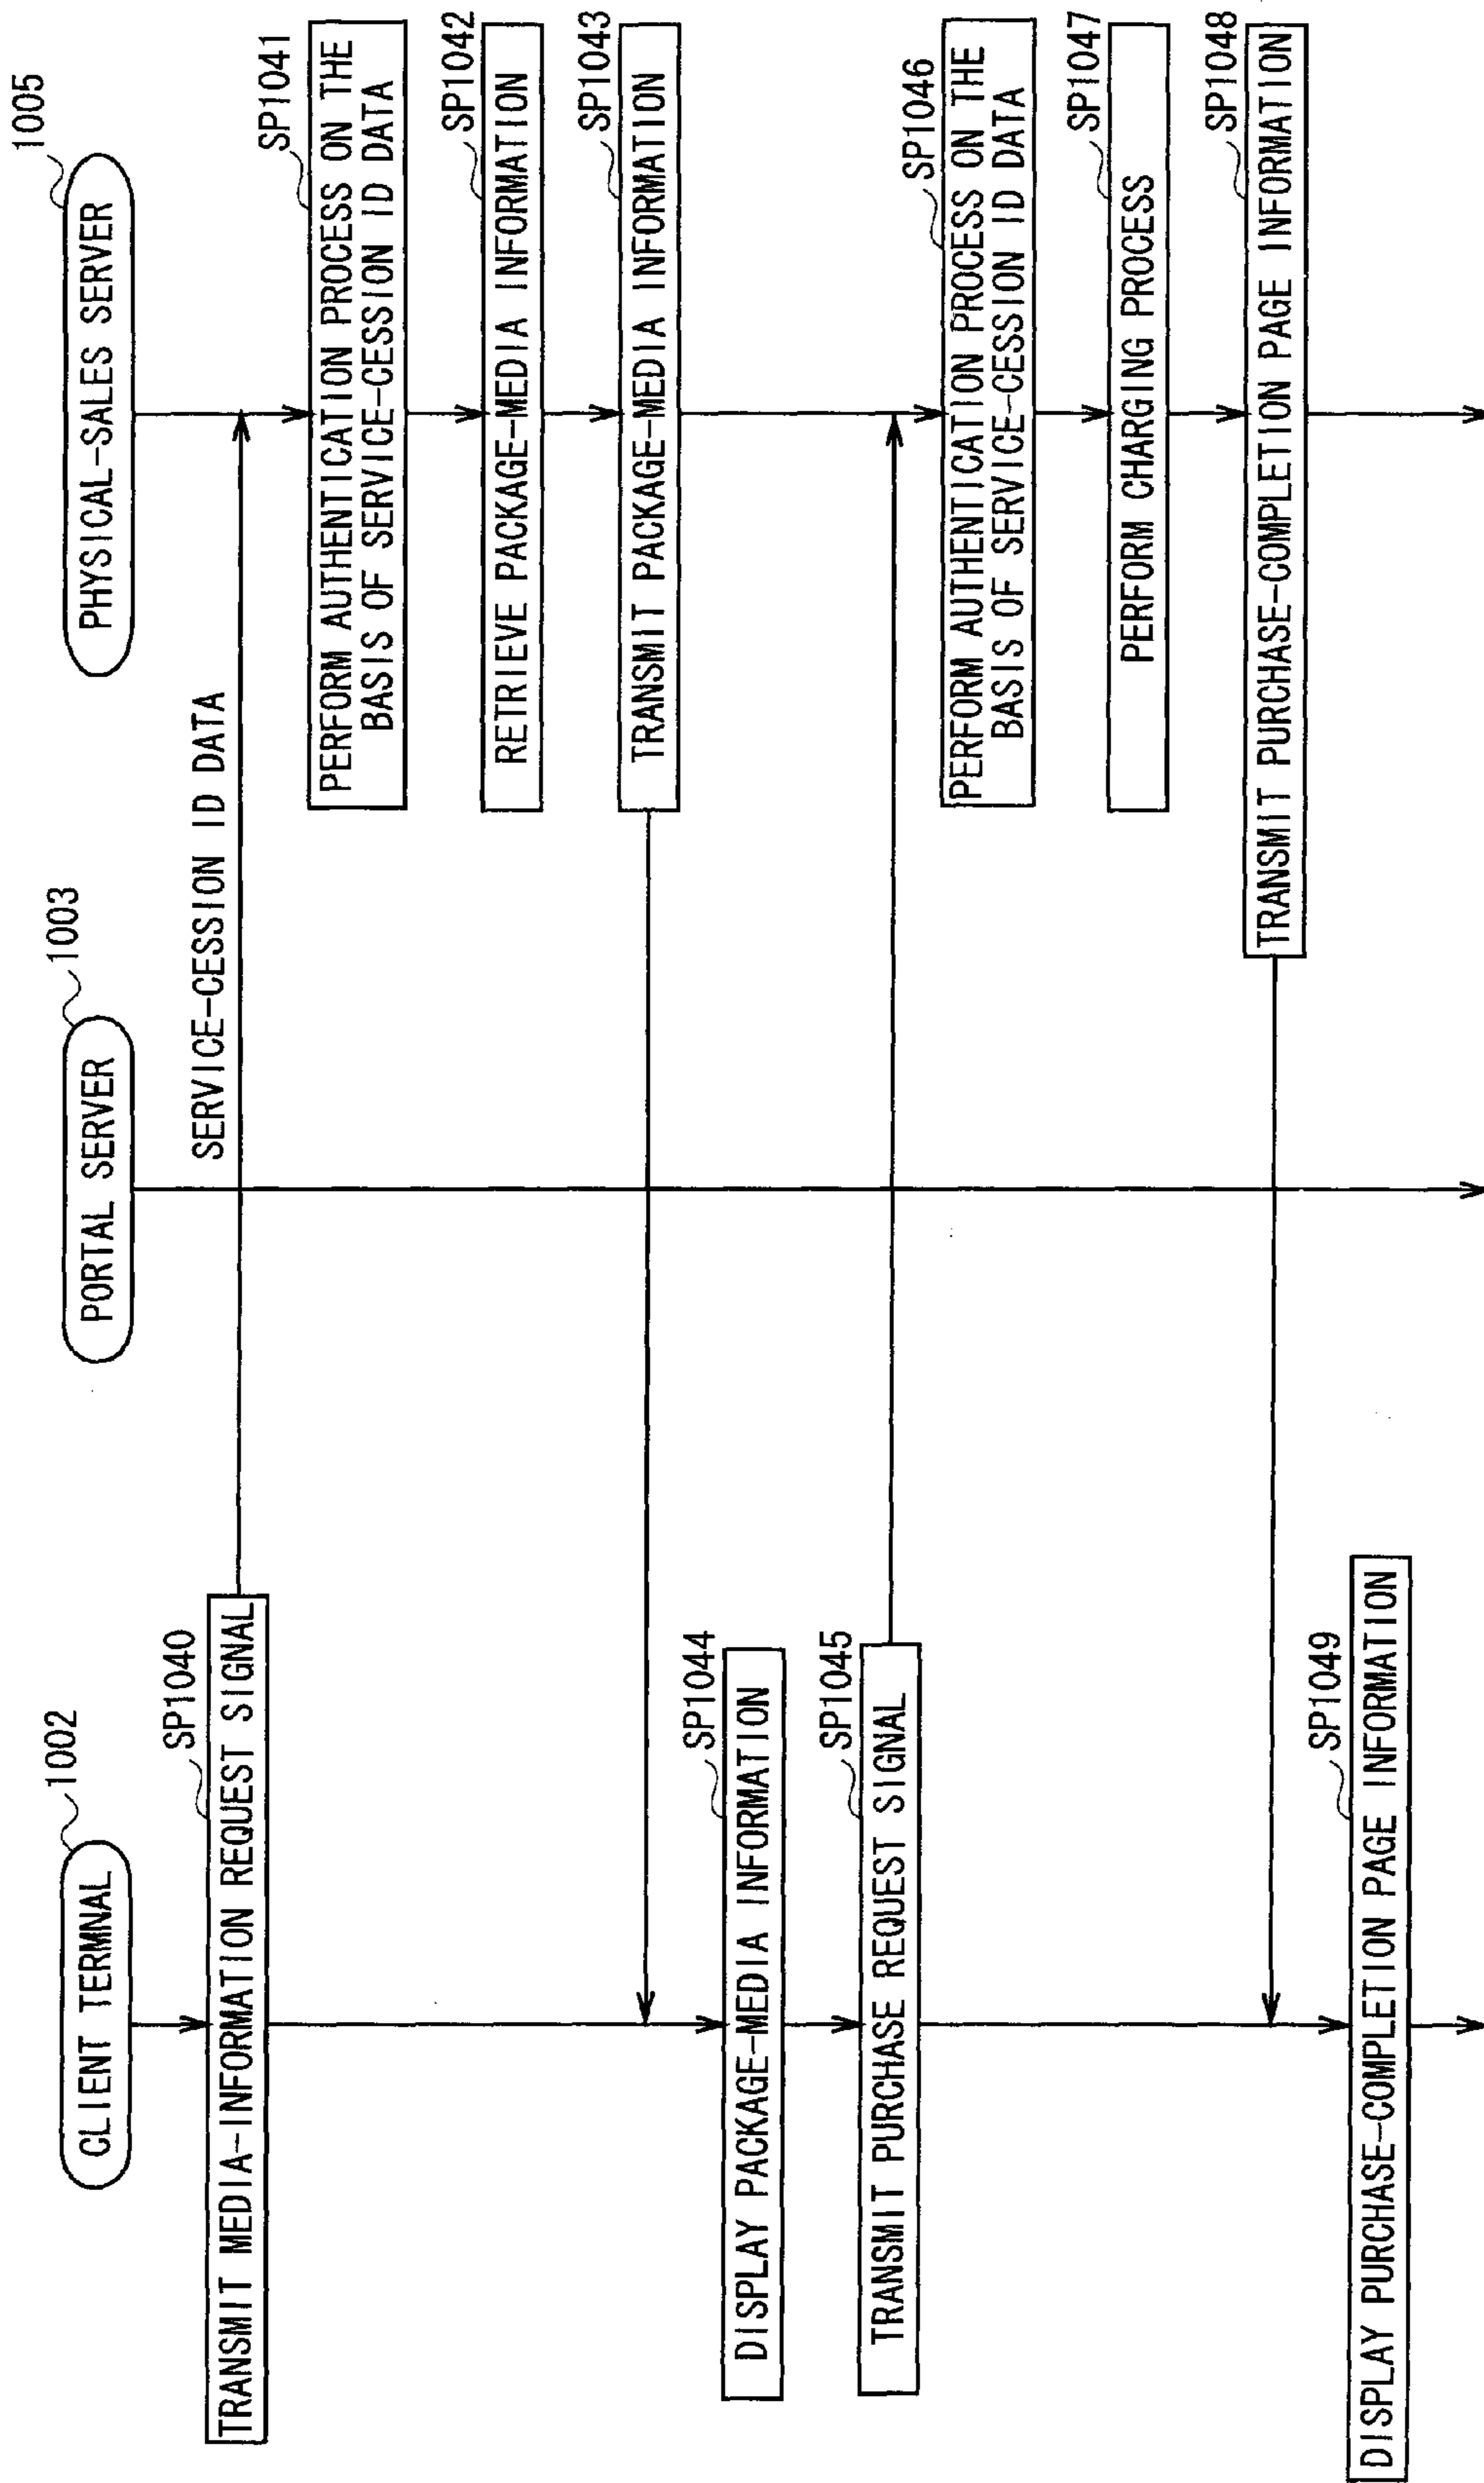 CLIENT TERMNAL
1002
PORTAL SERVER
1003
PHYSICAL-SALES SERVER
1005
SP1040
TRANSMIT MEDIA-INFORMATION REQUEST SIGNAL
SERVICE-CESSION ID DATA
SP1041
PERFORM AUTHENTICATION PROCESS ON THE
BASIS OF SERVICE-CESSION ID DATA
SP1042
RETRIEVE PACKAGE-MEDIA INFORMATION
SP1043
TRANSMIT PACKAGE-MEDIA INFORMATION
SP1044
DISPLAY PACKAGE-MEDIA INFORMATION
SP1045
TRANSMIT PURCHASE REQUEST SIGNAL
SP1046
PERFORM AUTHENTICATION PROCESS ON THE
BASIS OF SERVICE-CESSION ID DATA
SP1047
PERFORM CHARGING PROCESS
SP1048
TRANSMIT PURCHASE-COMPLETION PAGE INFORMATION
SP1049
DISPLAY PURCHASE-COMPLETION PAGE INFORMATION